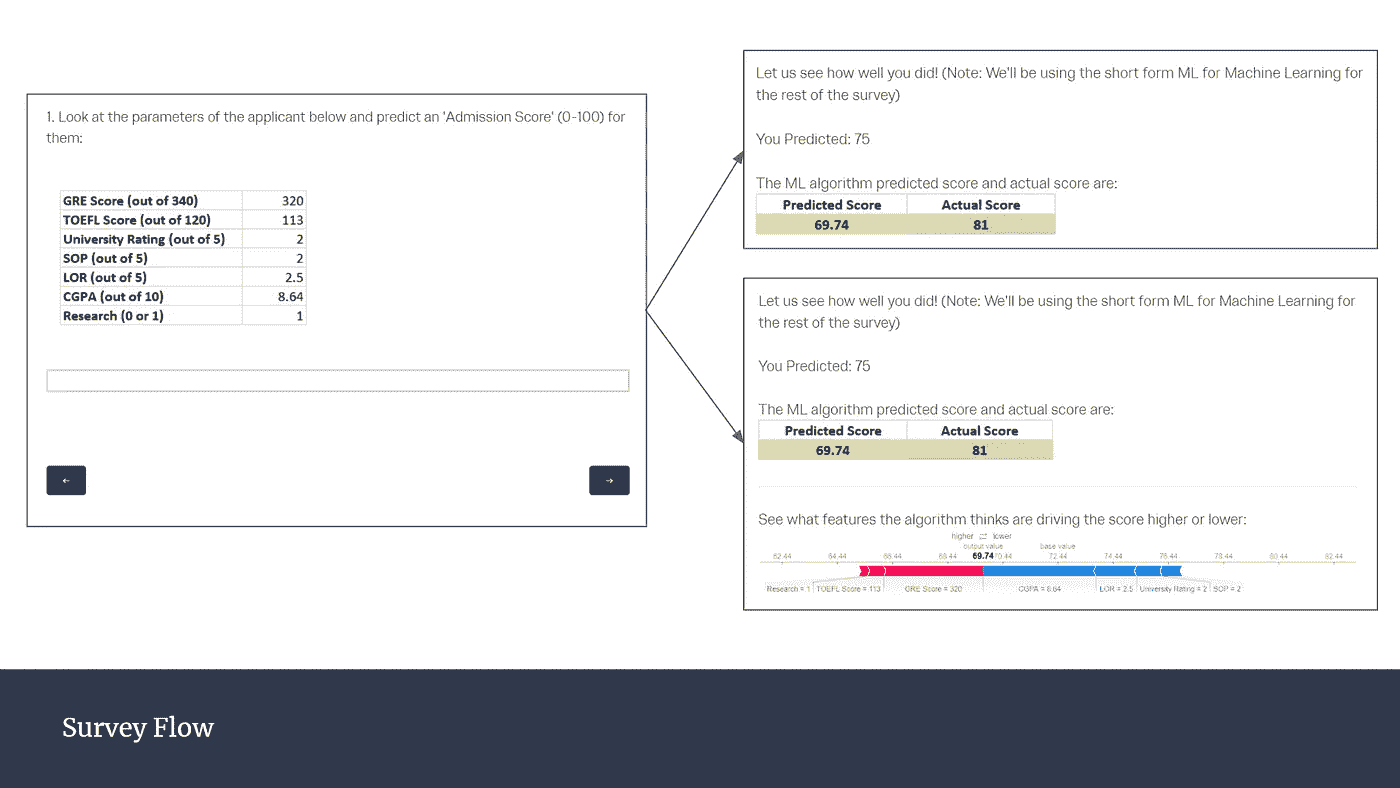 1. Look at the parameters of the applicant below and predict an 'Admission Score' (0-100) for
them:
GRE Score (out of 340) 320
TOEFL Score (out of 120) 113
University Rating (out of 5) 2
SOP (out of 5) 2
LOR (out of 5) 2.5
CGPA (out of 10) 8.64
Research (0 or 1) 1
←
→
Let us see how well you did! (Note: We'll be using the short form ML for Machine Learning for
the rest of the survey)
You Predicted: 75
The ML algorithm predicted score and actual score are:
Predicted Score Actual Score
69.74 81
Let us see how well you did! (Note: We'll be using the short form ML for Machine Learning for
the rest of the survey)
You Predicted: 75
The ML algorithm predicted score and actual score are:
Predicted Score Actual Score
69.74 81
See what features the algorithm thinks are driving the score higher or lower:
higher ⇄ lower
output value base value
62.44 64.44 66.44 68.44 69.74 70.44 72.44 74.44 76.44 78.44 80.44 82.44
Research = 1 TOEFL Score = 113 GRE Score = 320 CGPA = 8.64 LOR = 2.5 University Rating = 2 SOP = 2
Survey Flow